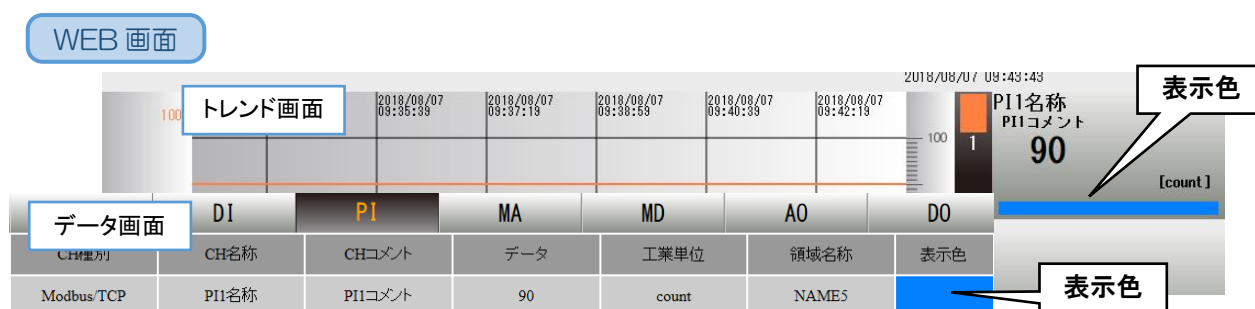 WEB 画面
2018/08/07 09:43:43
表示色
トレンド画面
100
2018/08/07 09:35:39
2018/08/07 09:37:19
2018/08/07 09:38:59
2018/08/07 09:40:39
2018/08/07 09:42:19
100
1
PI1名称
PI1コメント
90
[count]
データ画面
DI PI MA MD AO DO
CH種別 CH名称 CHコメント データ 工業単位 領域名称 表示色
Modbus/TCP PI1名称 PI1コメント 90 count NAME5
表示色